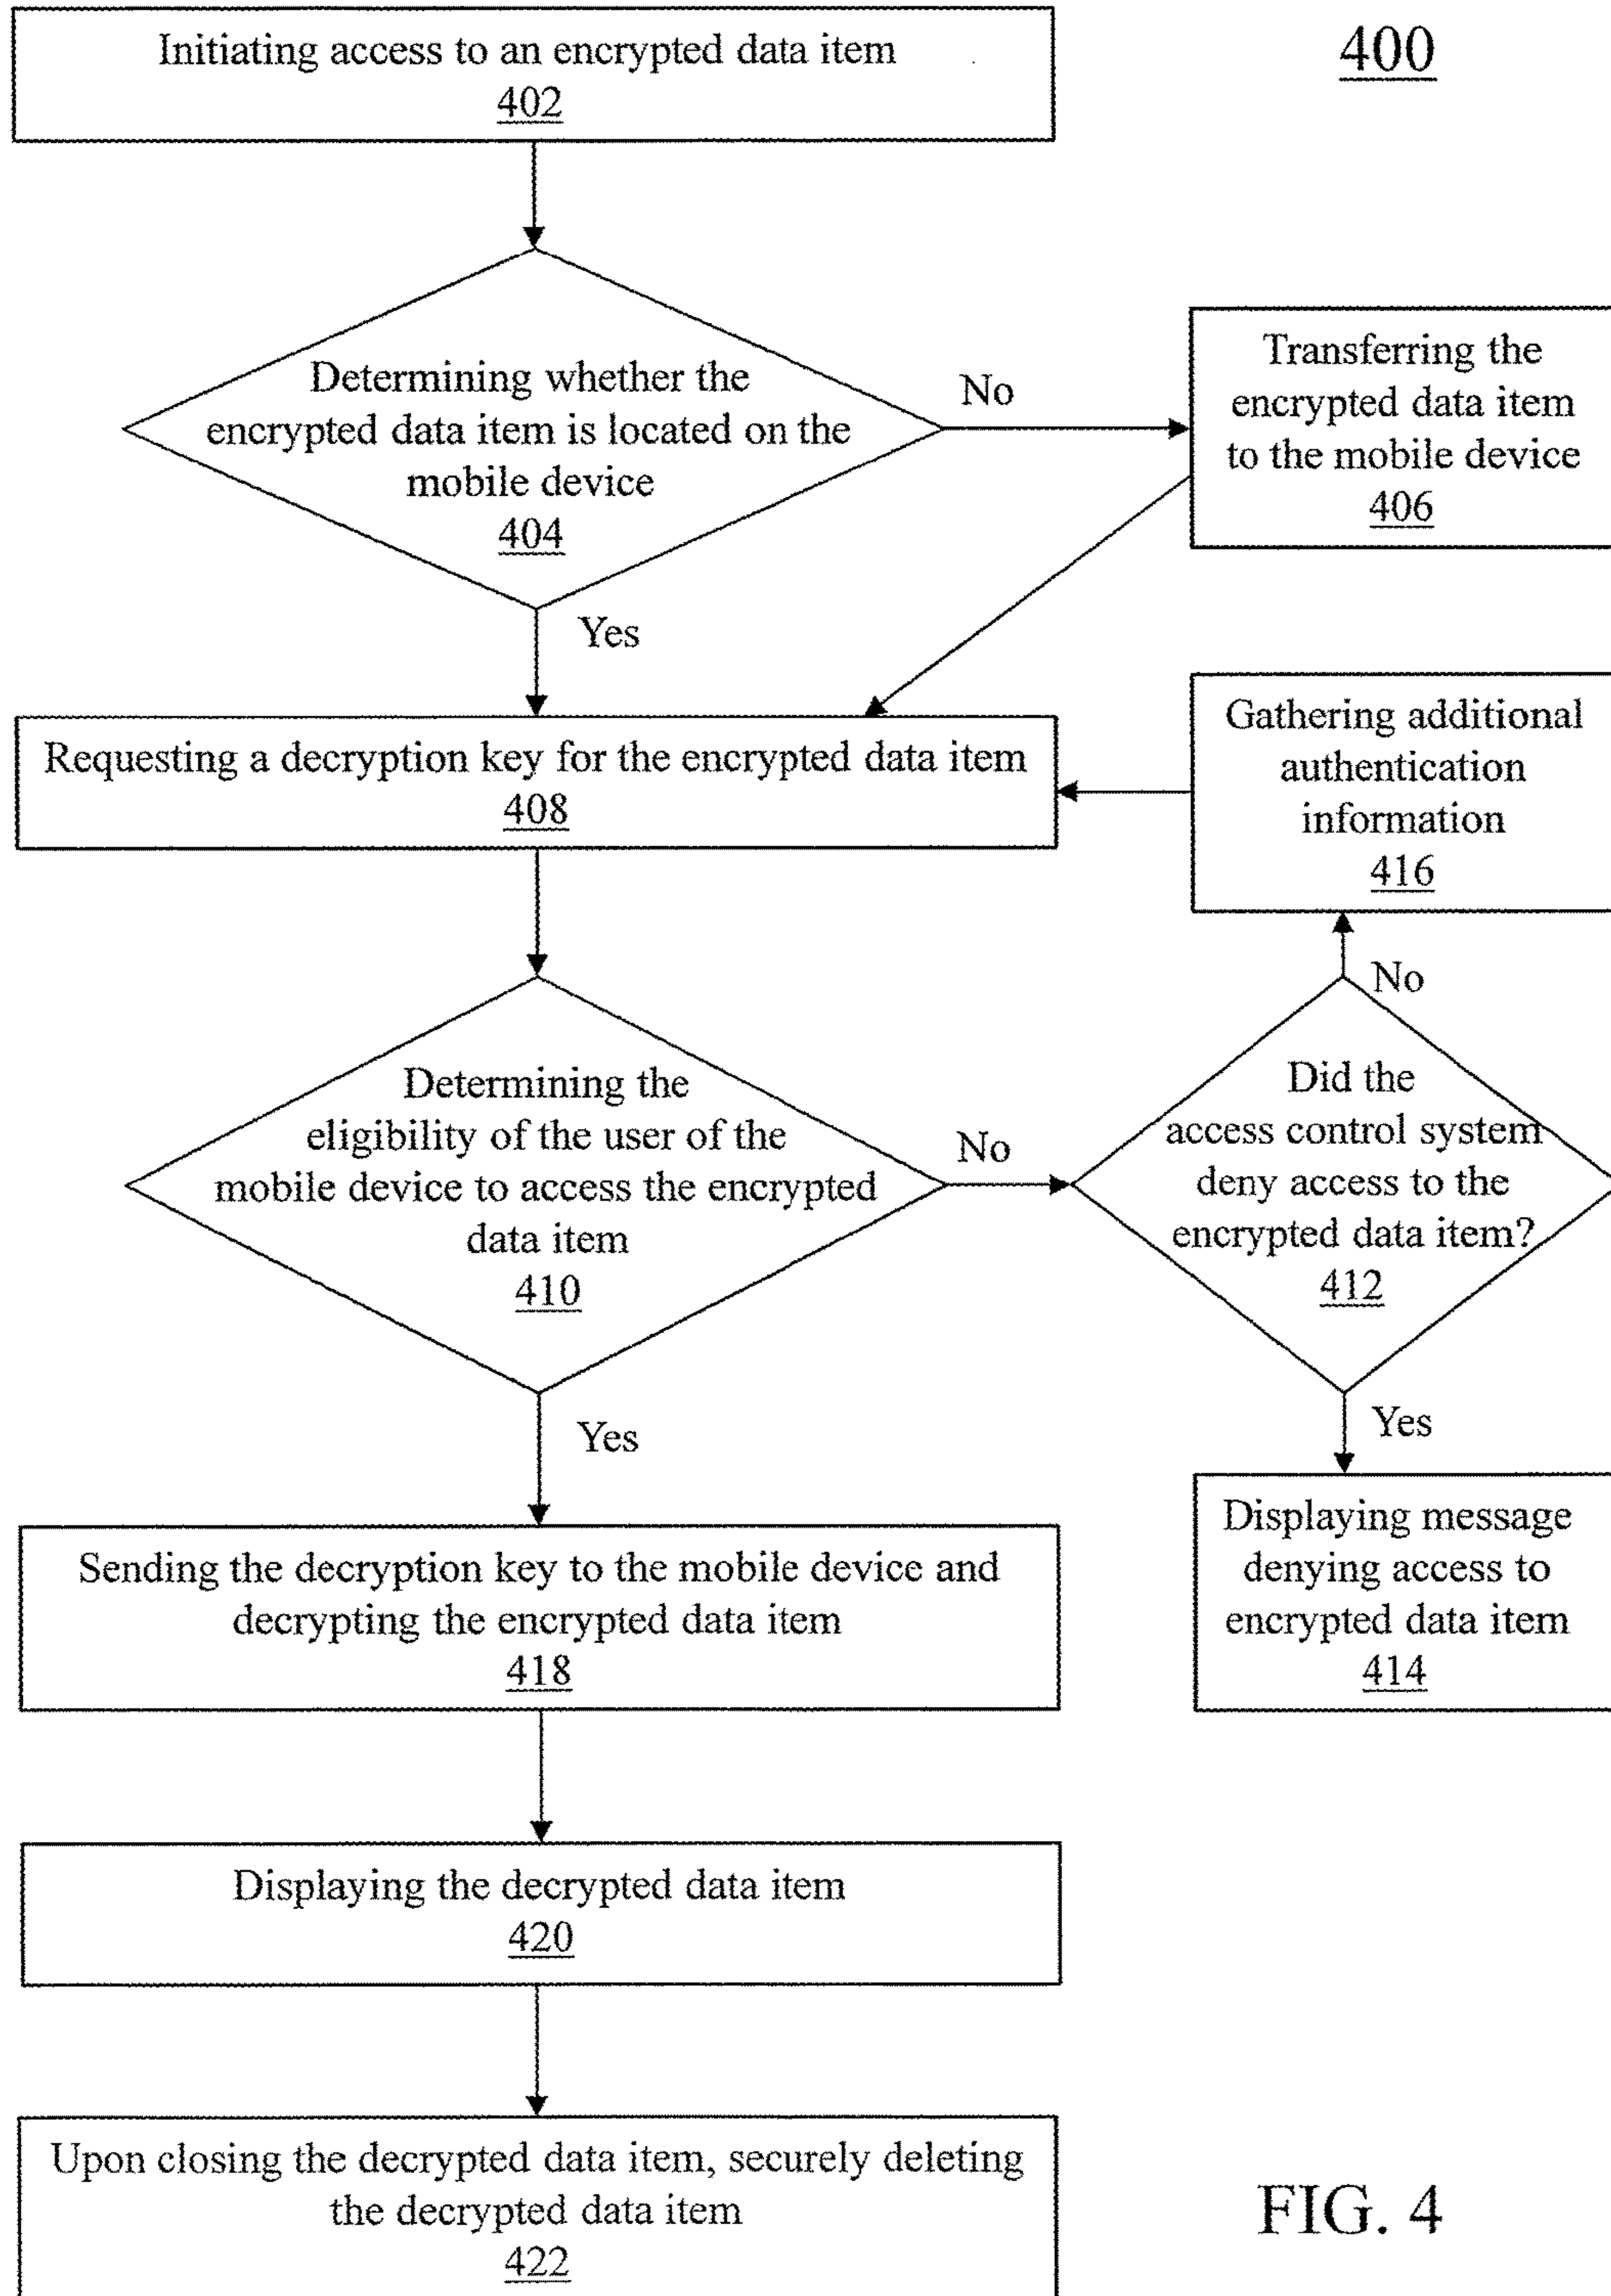 400
Initiating access to an encrypted data item
402
Determining whether the
encrypted data item is located on the
mobile device
404
No
Transferring the
encrypted data item
to the mobile device
406
Yes
Requesting a decryption key for the encrypted data item
408
Gathering additional
authentication
information
416
No
Determining the
eligibility of the user of the
mobile device to access the encrypted
data item
410
No
Did the
access control system
deny access to the
encrypted data item?
412
Yes
Yes
Displaying message
denying access to
encrypted data item
414
Sending the decryption key to the mobile device and
decrypting the encrypted data item
418
Displaying the decrypted data item
420
Upon closing the decrypted data item, securely deleting
the decrypted data item
422
FIG. 4